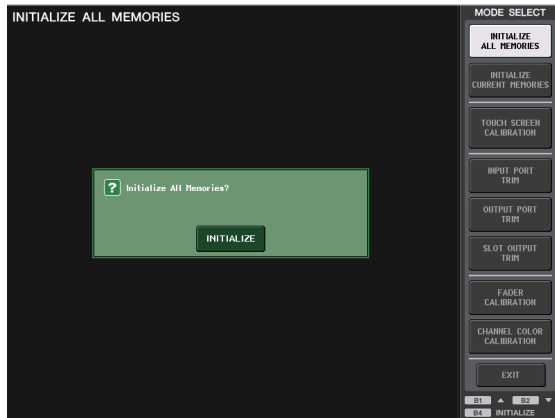 INITIALIZE ALL MEMORIES
MODE SELECT
INITIALIZE
ALL MEMORIES
INITIALIZE
CURRENT MEMORIES
TOUCH SCREEN
CALIBRATION
INPUT PORT
TRIM
OUTPUT PORT
TRIM
SLOT OUTPUT
TRIM
FADER
CALIBRATION
CHANNEL COLOR
CALIBRATION
EXIT
B1 ▲ B2 ▼
B4 INITIALIZE
? Initialize All Memories?
INITIALIZE